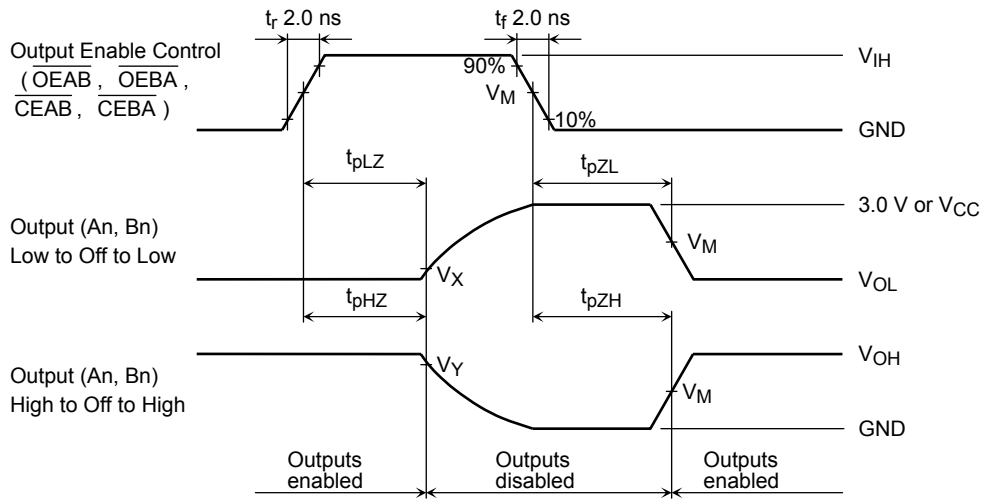 tr 2.0 ns
tf 2.0 ns
Output Enable Control
( OEAB , OEBA ,
CEAB , CEBA )
90%
VM
10%
VIH
GND
tpLZ
tpZL
3.0 V or VCC
Output (An, Bn)
Low to Off to Low
VX
VM
VOL
tpHZ
tpZH
VOH
Output (An, Bn)
High to Off to High
VY
VM
GND
Outputs enabled
Outputs disabled
Outputs enabled